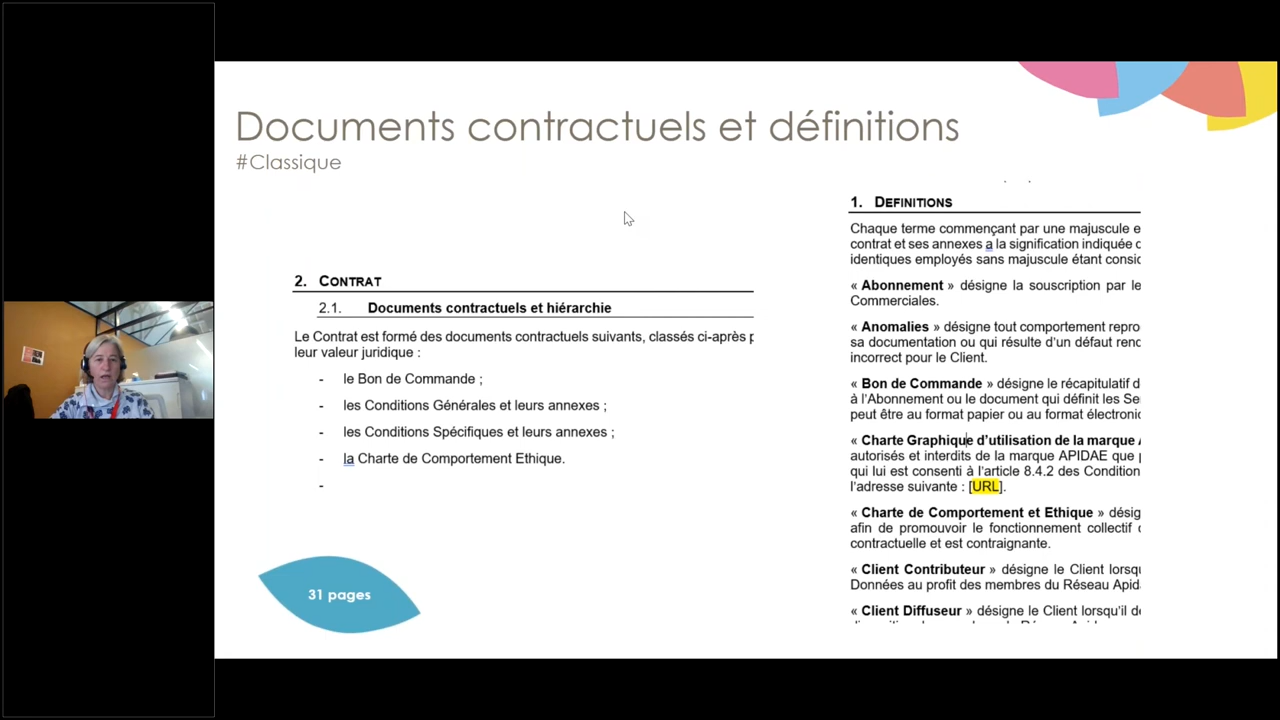 Documents contractuels et définitions
#Classique
2. CONTRAT
2.1. Documents contractuels et hiérarchie
Le Contrat est formé des documents contractuels suivants, classés ci-après p
leur valeur juridique :
- le Bon de Commande ;
- les Conditions Générales et leurs annexes ;
- les Conditions Spécifiques et leurs annexes ;
- la Charte de Comportement Ethique.
-
31 pages
1. DEFINITIONS
Chaque terme commençant par une majuscule e
contrat et ses annexes a la signification indiquée c
identiques employés sans majuscule étant consid
« Abonnement » désigne la souscription par le
Commerciales.
« Anomalies » désigne tout comportement repro
sa documentation ou qui résulte d'un défaut renc
incorrect pour le Client.
« Bon de Commande » désigne le récapitulatif d
à l'Abonnement ou le document qui définit les Se
peut être au format papier ou au format électronic
« Charte Graphique d'utilisation de la marque A
autorisés et interdits de la marque APIDAE que p
qui lui est consenti à l'article 8.4.2 des Condition
l'adresse suivante : [URL].
« Charte de Comportement et Ethique » désig
afin de promouvoir le fonctionnement collectif
contractuelle et est contraignante.
« Client Contributeur » désigne le Client lorsqu
Données au profit des membres du Réseau Apid
« Client Diffuseur » désigne le Client lorsqu'il de